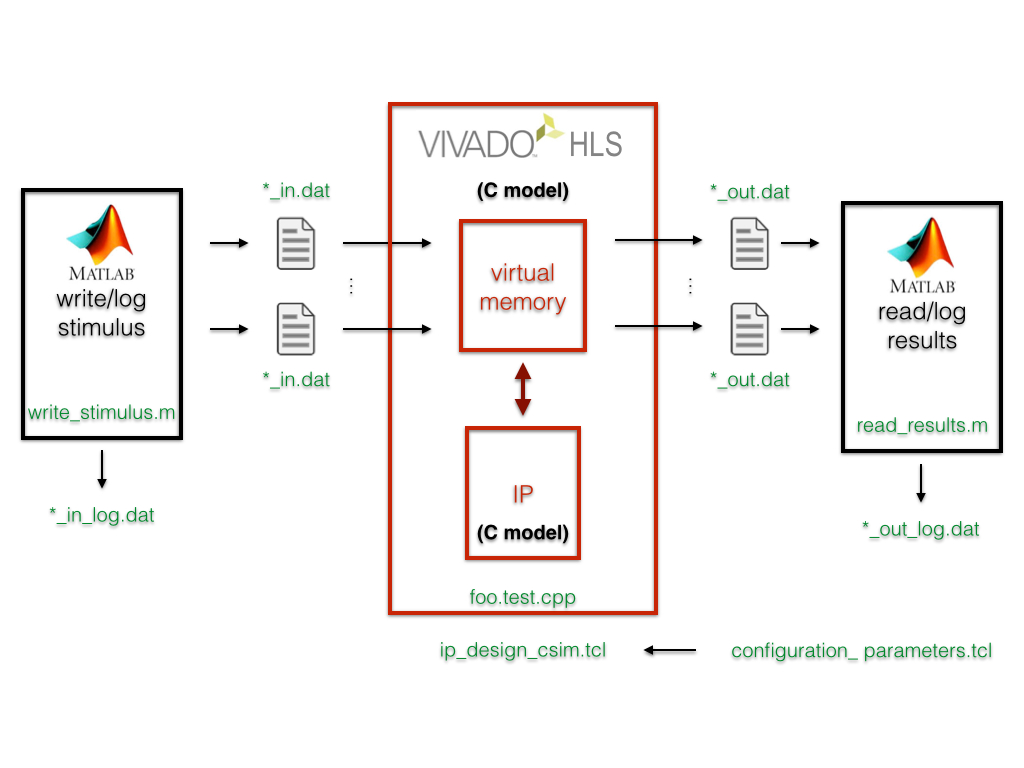 VIVADO™ HLS
(C model)
*_in.dat
*_out.dat
MATLAB
write/log
stimulus
write_stimulus.m
*_in_log.dat
⋮
*_in.dat
virtual
memory
IP
(C model)
foo.test.cpp
⋮
*_out.dat
MATLAB
read/log
results
read_results.m
*_out_log.dat
ip_design_csim.tcl
configuration_ parameters.tcl